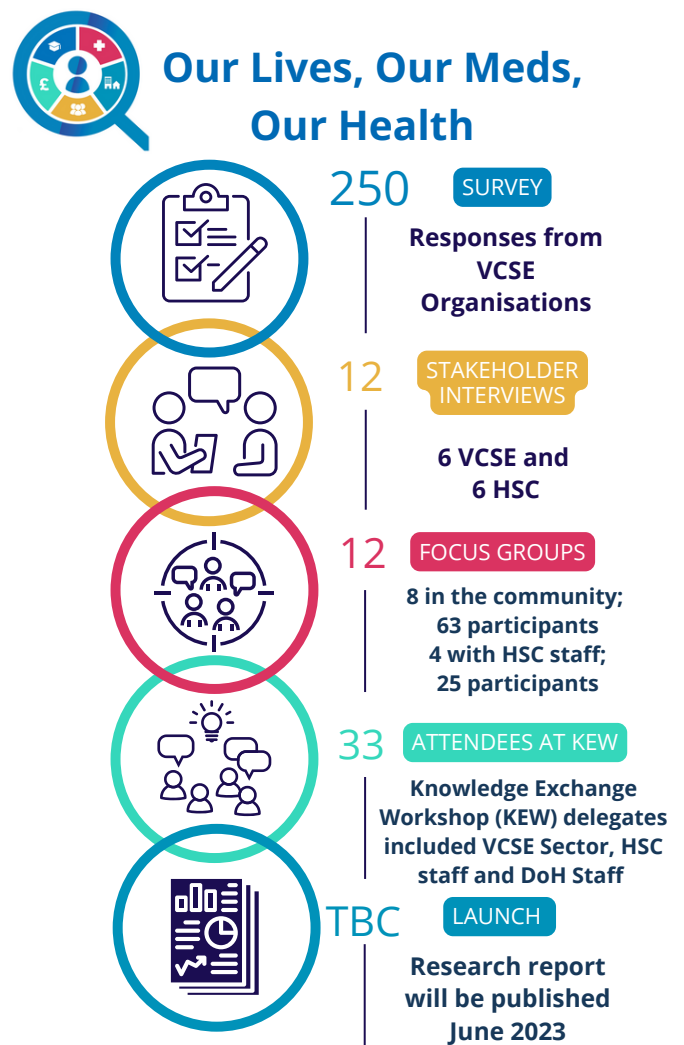 Our Lives, Our Meds,
Our Health
£
250
SURVEY
Responses from
VCSE
Organisations
12
STAKEHOLDER
INTERVIEWS
6 VCSE and
6 HSC
12
FOCUS GROUPS
8 in the community;
63 participants
4 with HSC staff;
25 participants
33
ATTENDEES AT KEW
Knowledge Exchange
Workshop (KEW) delegates
included VCSE Sector, HSC
staff and DoH Staff
TBC
LAUNCH
Research report
will be published
June 2023